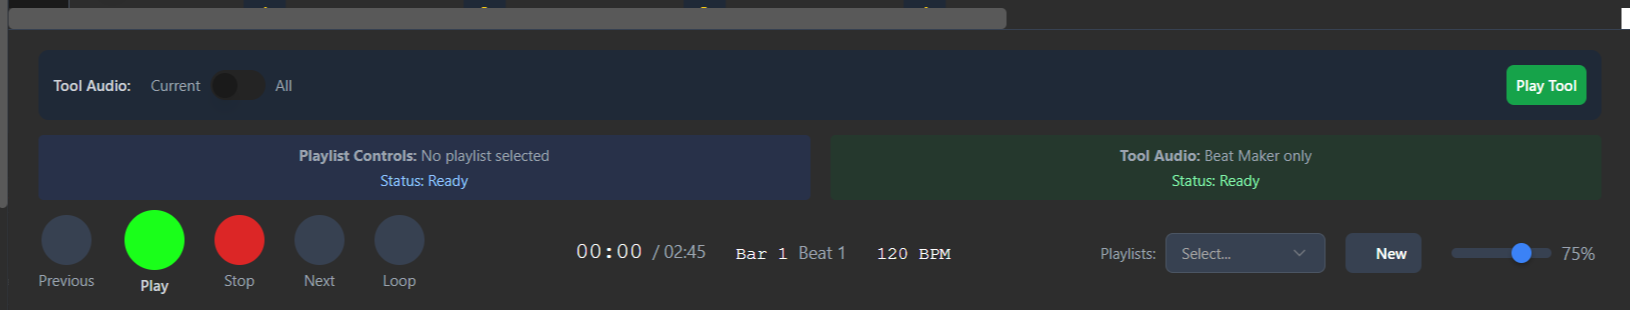 Tool Audio: Current All Play Tool
Playlist Controls: No playlist selected
Status: Ready
Tool Audio: Beat Maker only
Status: Ready
Previous
Play
Stop
Next
Loop
00:00 / 02:45 Bar 1 Beat 1 120 BPM
Playlists: Select... New 75%